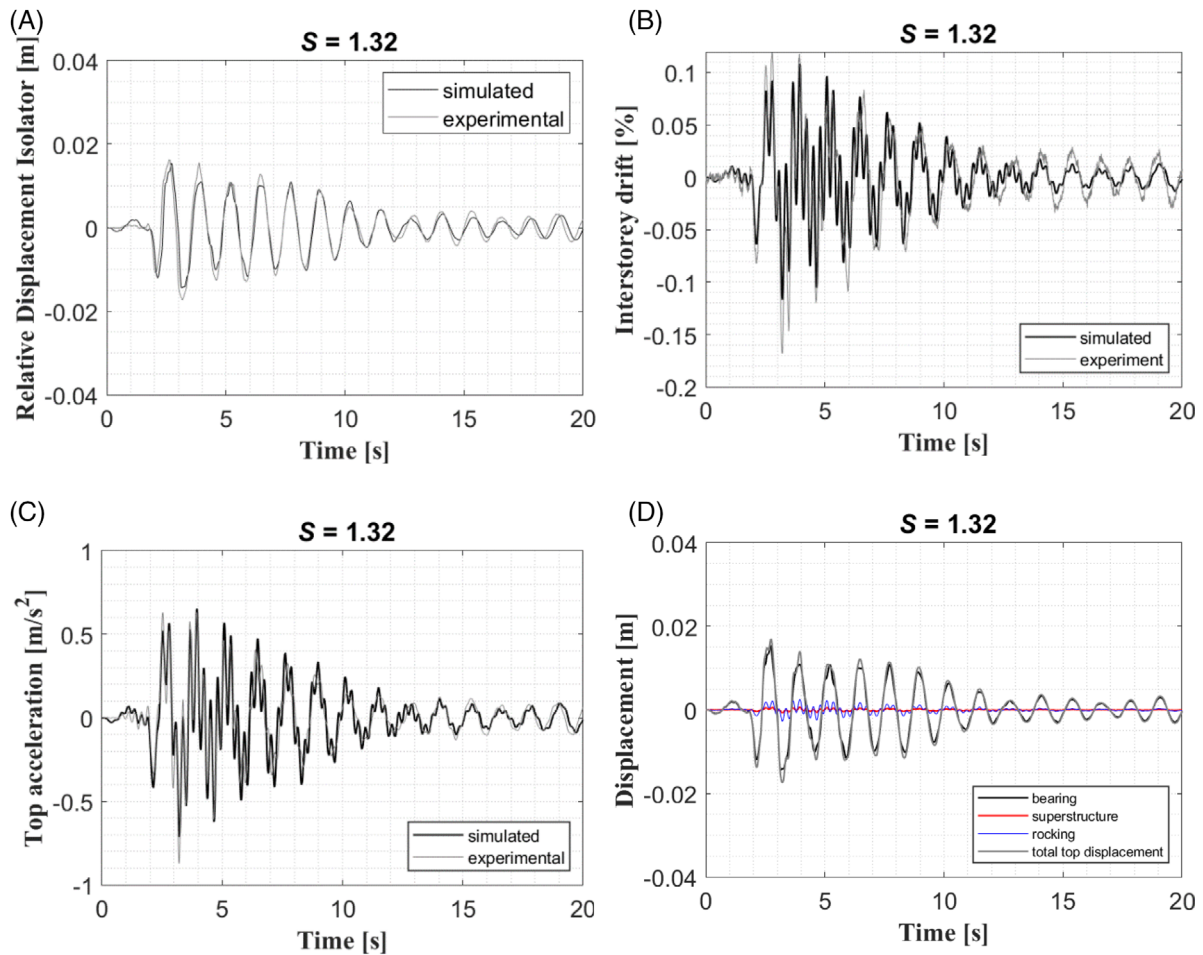 (A)
S = 1.32
Relative Displacement Isolator [m]
0.04
0.02
0
-0.02
-0.04
simulated
experimental
0 5 10 15 20
Time [s]
(B)
S = 1.32
Interstorey drift [%]
0.1
0.05
0
-0.05
-0.1
-0.15
-0.2
simulated
experiment
0 5 10 15 20
Time [s]
(C)
S = 1.32
Top acceleration [m/s²]
1
0.5
0
-0.5
-1
simulated
experimental
0 5 10 15 20
Time [s]
(D)
S = 1.32
Displacement [m]
0.04
0.02
0
-0.02
-0.04
bearing
superstructure
rocking
total top displacement
0 5 10 15 20
Time [s]